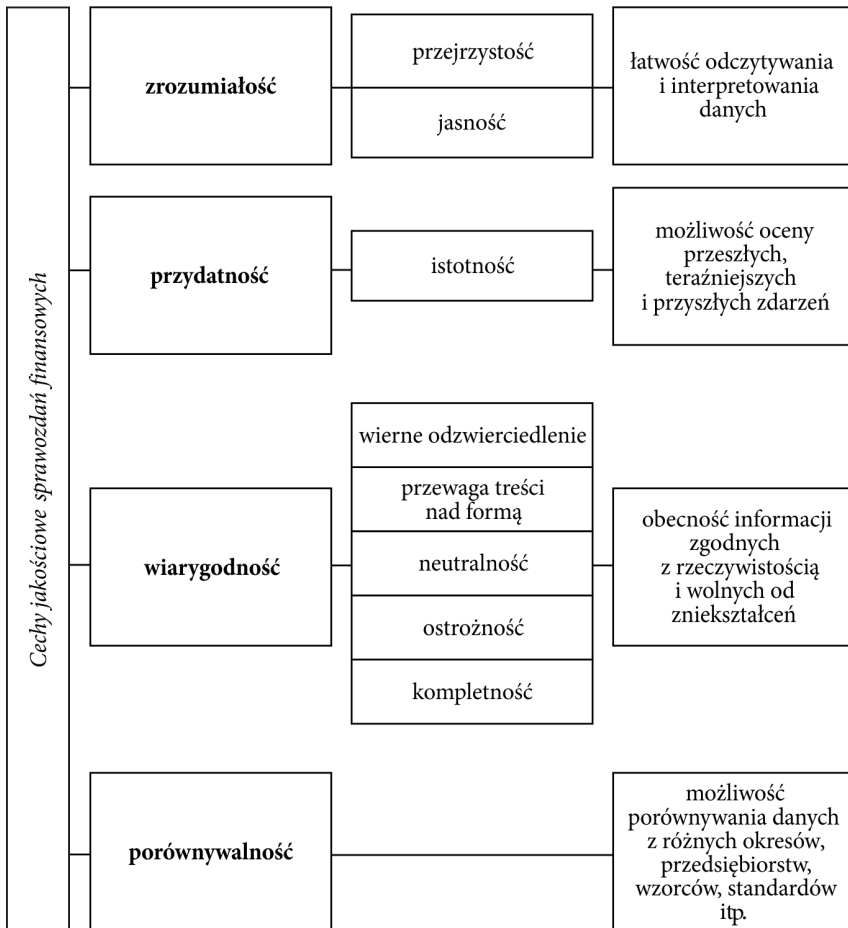 Cechy jakościowe sprawozdań finansowych
zrozumiałość
przejrzystość
jasność
łatwość odczytywania
i interpretowania
danych
przydatność
istotność
możliwość oceny
przeszłych,
teraźniejszych
i przyszłych zdarzeń
wiarygodność
wierne odzwierciedlenie
przewaga treści
nad formą
neutralność
ostrożność
kompletność
obecność informacji
zgodnych
z rzeczywistością
i wolnych od
zniekształceń
porównywalność
możliwość
porównywania danych
z różnych okresów,
przedsiębiorstw,
wzorców, standardów
itp.